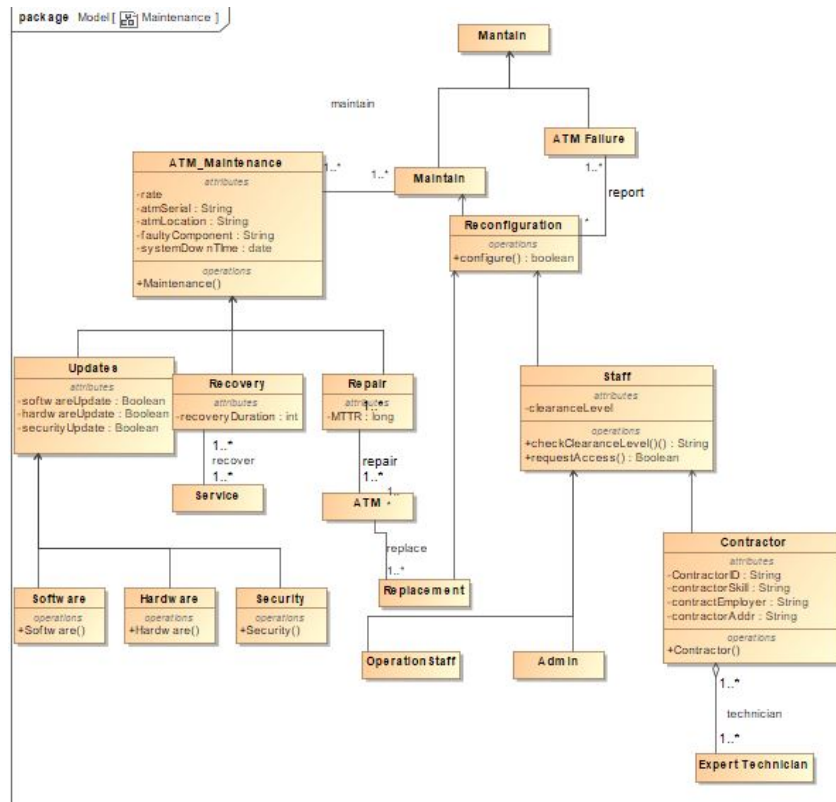 package Model [ Maintenance ]
Mantain
maintain
ATM Failure
1..*
report
*
ATM_Maintenance
attributes
-rate
-atmSerial : String
-atmLocation : String
-faultyComponent : String
-systemDownTIme : date
operations
+Maintenance()
1..*
1..*
Maintain
Reconfiguration
operations
+configure() : boolean
Updates
attributes
-softwareUpdate : Boolean
-hardwareUpdate : Boolean
-securityUpdate : Boolean
Recovery
attributes
-recoveryDuration : int
1..*
recover
1..*
Service
Repair
attributes
1..*
-MTTR : long
repair
1..*
1..
*
ATM
replace
1..*
Replacement
Staff
attributes
-clearanceLevel
operations
+checkClearanceLevel()() : String
+requestAccess() : Boolean
Software
operations
+Software()
Hardware
operations
+Hardware()
Security
operations
+Security()
OperationStaff
Admin
Contractor
attributes
-ContractorID : String
-contractorSkill : String
-contractEmployer : String
-contractorAddr : String
operations
+Contractor()
1..*
technician
1..*
Expert Technician